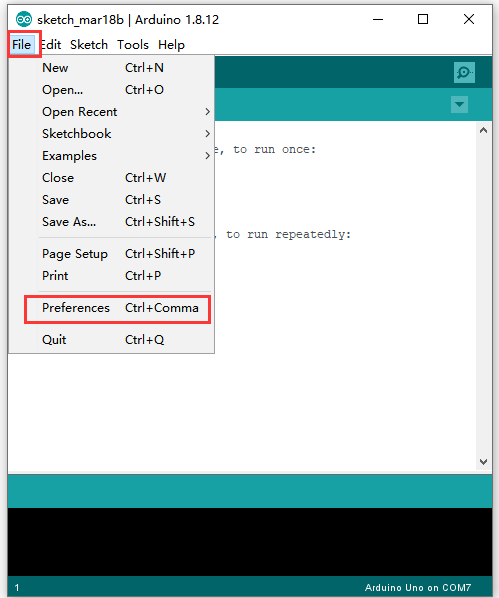 sketch_mar18b | Arduino 1.8.12
File Edit Sketch Tools Help
New Ctrl+N
Open... Ctrl+O
Open Recent
Sketchbook
Examples
e, to run once:
Close Ctrl+W
Save Ctrl+S
Save As... Ctrl+Shift+S
, to run repeatedly:
Page Setup Ctrl+Shift+P
Print Ctrl+P
Preferences Ctrl+Comma
Quit Ctrl+Q
1 Arduino Uno on COM7